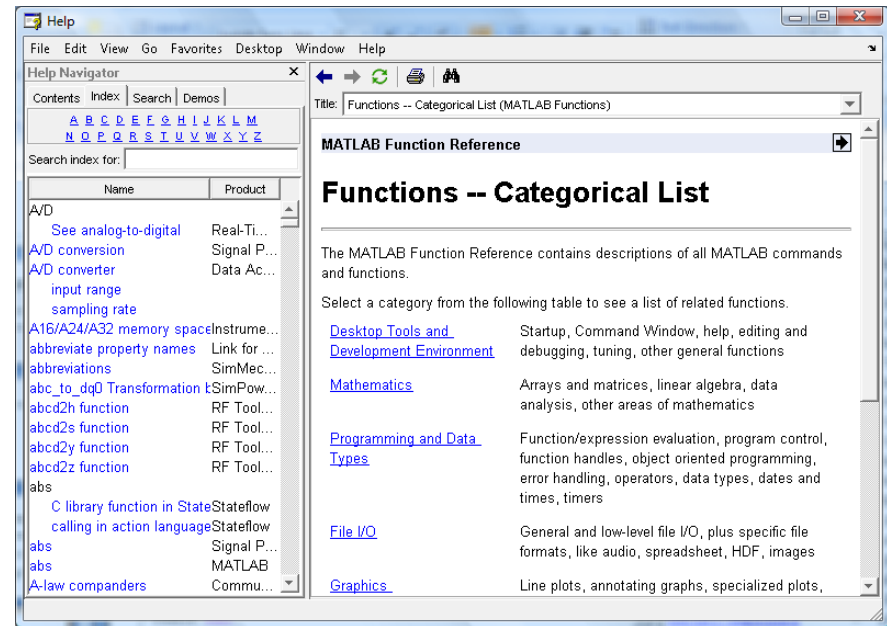 Help
File Edit View Go Favorites Desktop Window Help
Help Navigator
Contents Index Search Demos
A B C D E F G H I J K L M
N O P Q R S T U V W X Y Z
Search index for:
Name Product
A/D
See analog-to-digital Real-Ti...
A/D conversion Signal P...
A/D converter Data Ac...
input range
sampling rate
A16/A24/A32 memory space Instrume...
abbreviate property names Link for ...
abbreviations SimMec...
abc_to_dq0 Transformation b SimPow...
abcd2h function RF Tool...
abcd2s function RF Tool...
abcd2y function RF Tool...
abcd2z function RF Tool...
abs
C library function in State Stateflow
calling in action language Stateflow
abs Signal P...
abs MATLAB
A-law companders Commu...
Title: Functions -- Categorical List (MATLAB Functions)
MATLAB Function Reference
Functions -- Categorical List
The MATLAB Function Reference contains descriptions of all MATLAB commands
and functions.
Select a category from the following table to see a list of related functions.
Desktop Tools and Startup, Command Window, help, editing and
Development Environment debugging, tuning, other general functions
Mathematics Arrays and matrices, linear algebra, data
analysis, other areas of mathematics
Programming and Data Function/expression evaluation, program control,
Types function handles, object oriented programming,
error handling, operators, data types, dates and
times, timers
File I/O General and low-level file I/O, plus specific file
formats, like audio, spreadsheet, HDF, images
Graphics Line plots, annotating graphs, specialized plots,